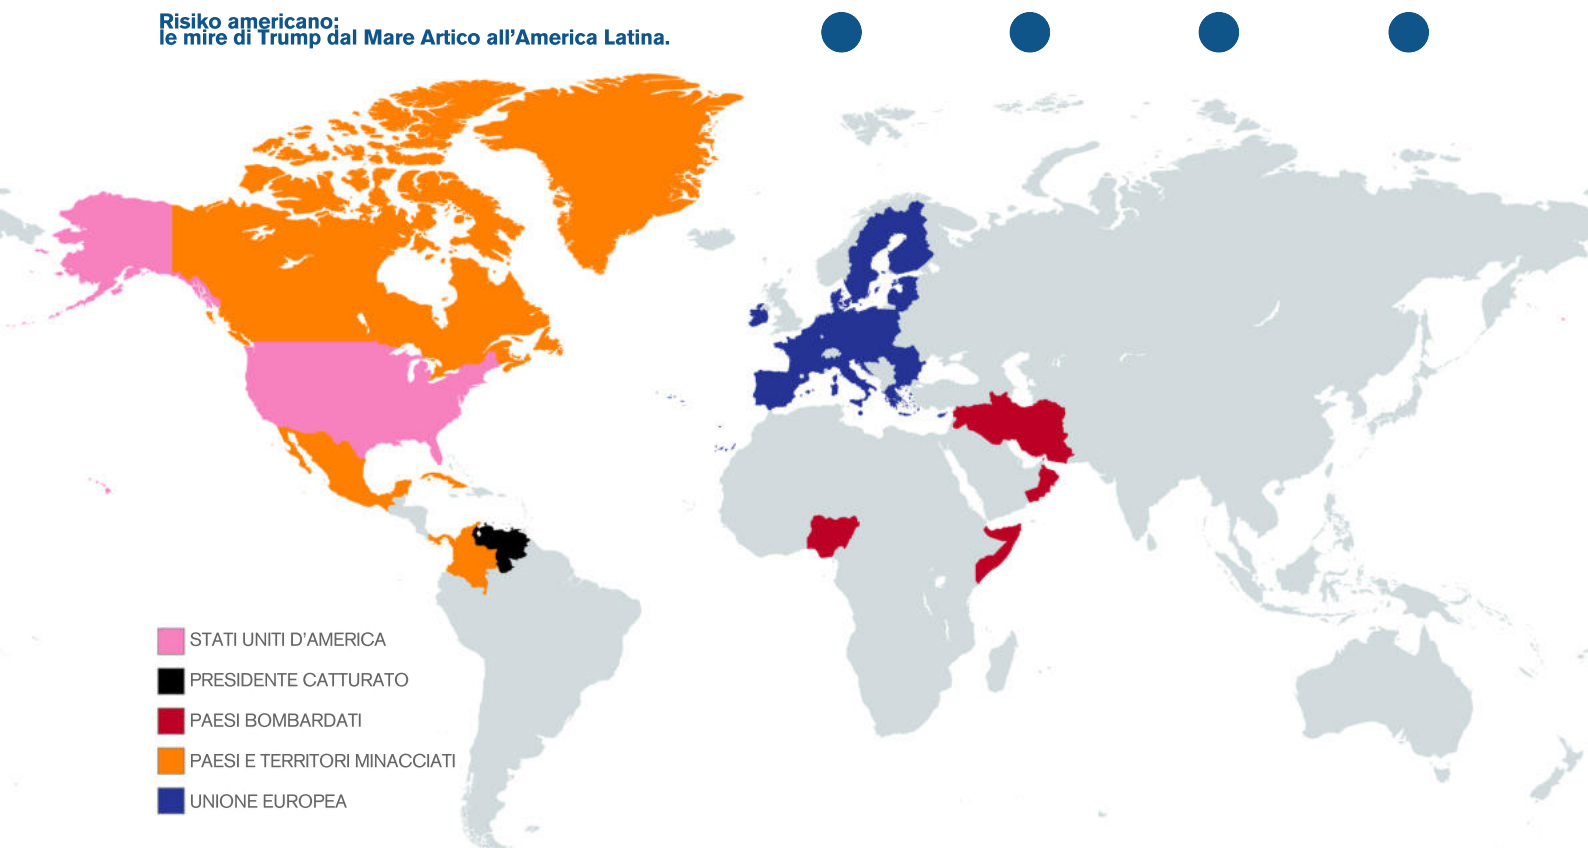 Risiko americano:
le mire di Trump dal Mare Artico all'America Latina.
STATI UNITI D'AMERICA
PRESIDENTE CATTURATO
PAESI BOMBARDATI
PAESI E TERRITORI MINACCIATI
UNIONE EUROPEA